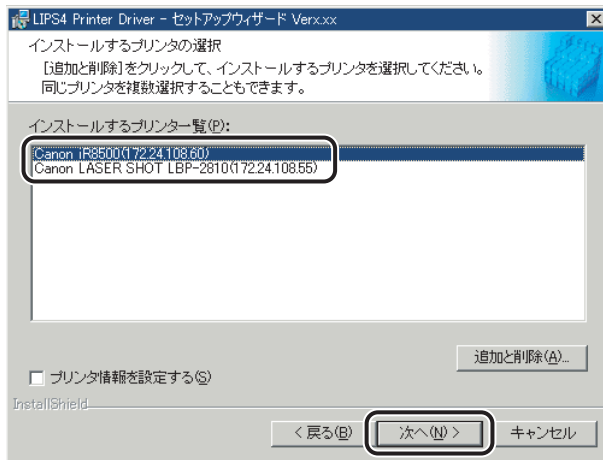 LIPS4 Printer Driver - セットアップウィザード Verx.xx
インストールするプリンタの選択
[追加と削除]をクリックして、インストールするプリンタを選択してください。
同じプリンタを複数選択することもできます。
インストールするプリンター覧(P):
Canon iR8500(172.24.108.60)
Canon LASER SHOT LBP-2810(172.24.108.55)
追加と削除(A)...
プリンタ情報を設定する(S)
InstallShield
< 戻る(B)
次へ(N) >
キャンセル